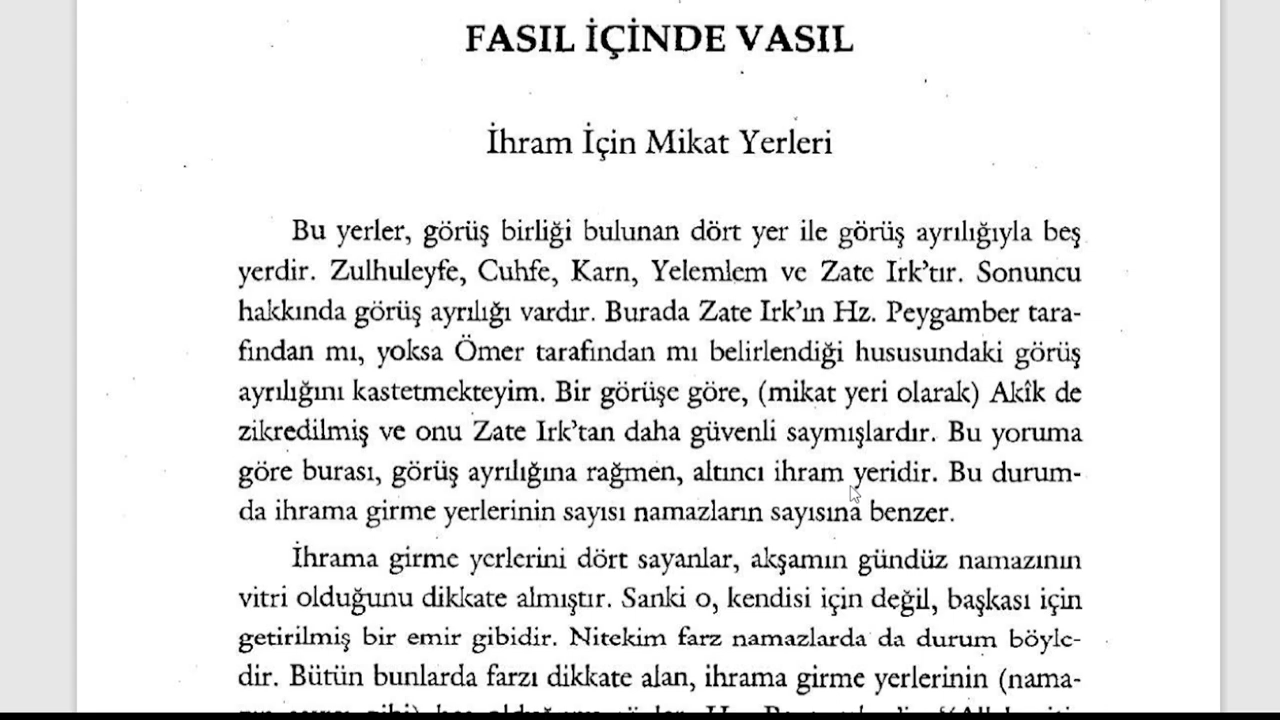 FASIL İÇİNDE VASIL
İhram İçin Mikat Yerleri
Bu yerler, görüş birliği bulunan dört yer ile görüş ayrılığıyla beş
yerdir. Zulhuleyfe, Cuhfe, Karn, Yelemlem ve Zate Irk’tır. Sonuncu
hakkında görüş ayrılığı vardır. Burada Zate Irk’ın Hz. Peygamber tara-
fından mı, yoksa Ömer tarafından mı belirlendiği hususundaki görüş
ayrılığını kastetmekteyim. Bir görüşe göre, (mikat yeri olarak) Akîk de
zikredilmiş ve onu Zate Irk’tan daha güvenli saymışlardır. Bu yoruma
göre burası, görüş ayrılığına rağmen, altıncı ihram yeridir. Bu durum-
da ihrama girme yerlerinin sayısı namazların sayısına benzer.
İhrama girme yerlerini dört sayanlar, akşamın gündüz namazının
vitri olduğunu dikkate almıştır. Sanki o, kendisi için değil, başkası için
getirilmiş bir emir gibidir. Nitekim farz namazlarda da durum böyle-
dir. Bütün bunlarda farzı dikkate alan, ihrama girme yerlerinin (nama-